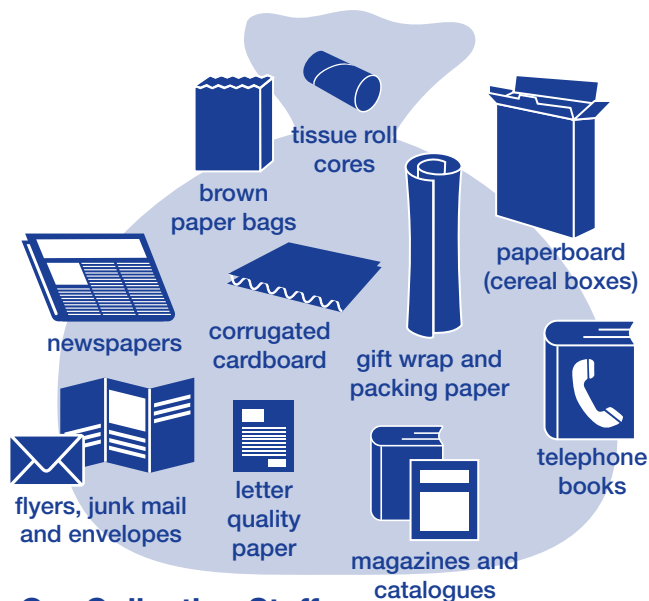 tissue roll
cores
brown
paper bags
paperboard
(cereal boxes)
newspapers
corrugated
cardboard
gift wrap and
packing paper
telephone
books
flyers, junk mail
and envelopes
letter
quality
paper
magazines and
catalogues